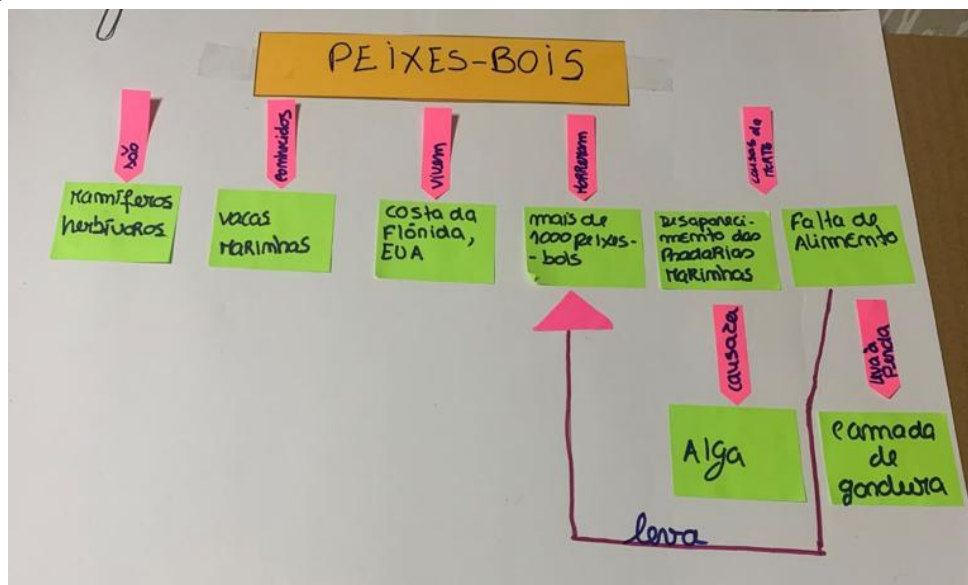 PEIXES-BOIS
são
conhecidos
vivem
morreram
causas da
morte
mamíferos
herbívoros
vacas
marinhas
costa da
Flórida,
EUA
mais de
1000 peixes-
-bois
Desapareci-
mento das
pradarias
marinhas
Falta de
Alimento
causa
leva à
Perda
Alga
camada
de
gordura
leva